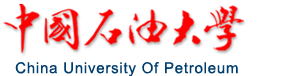 中國石油大學
China University Of Petroleum